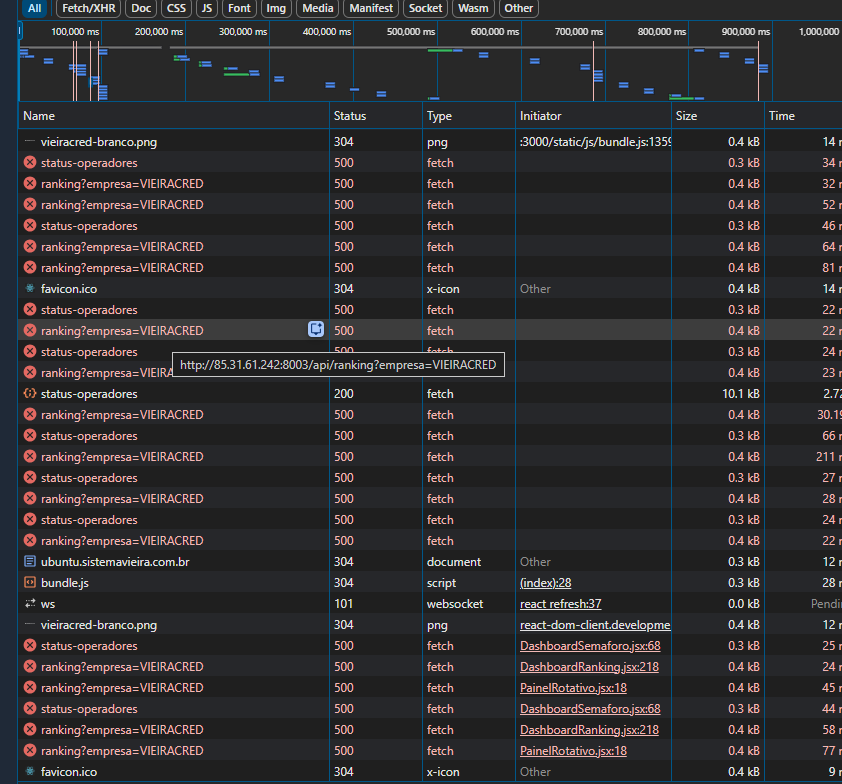 All Fetch/XHR Doc CSS JS Font Img Media Manifest Socket Wasm Other
100,000 ms 200,000 ms 300,000 ms 400,000 ms 500,000 ms 600,000 ms 700,000 ms 800,000 ms 900,000 ms 1,000,000
Name Status Type Initiator Size Time
vieiracred-branco.png 304 png :3000/static/js/bundle.js:1359 0.4 kB 14
status-operadores 500 fetch 0.3 kB 34
ranking?empresa=VIEIRACRED 500 fetch 0.4 kB 32
ranking?empresa=VIEIRACRED 500 fetch 0.4 kB 52
status-operadores 500 fetch 0.3 kB 46
ranking?empresa=VIEIRACRED 500 fetch 0.4 kB 64
ranking?empresa=VIEIRACRED 500 fetch 0.4 kB 81
favicon.ico 304 x-icon Other 0.4 kB 14
status-operadores 500 fetch 0.3 kB 22
ranking?empresa=VIEIRACRED 500 fetch 0.4 kB 22
status-operadores 500 fetch 0.3 kB 24
http://85.31.61.242:8003/api/ranking?empresa=VIEIRACRED
ranking?empresa=VIEIRA 500 fetch 0.4 kB 23
status-operadores 200 fetch 10.1 kB 2.72
ranking?empresa=VIEIRACRED 500 fetch 0.4 kB 30.19
status-operadores 500 fetch 0.3 kB 66
ranking?empresa=VIEIRACRED 500 fetch 0.4 kB 211
status-operadores 500 fetch 0.3 kB 27
ranking?empresa=VIEIRACRED 500 fetch 0.4 kB 28
status-operadores 500 fetch 0.3 kB 24
ranking?empresa=VIEIRACRED 500 fetch 0.4 kB 22
ubuntu.sistemavieira.com.br 304 document Other 0.3 kB 12
bundle.js 304 script (index):28 0.3 kB 28
ws 101 websocket react refresh:37 0.0 kB Pendi
vieiracred-branco.png 304 png react-dom-client.developme 0.4 kB 12
status-operadores 500 fetch DashboardSemaforo.jsx:68 0.3 kB 25
ranking?empresa=VIEIRACRED 500 fetch DashboardRanking.jsx:218 0.4 kB 24
ranking?empresa=VIEIRACRED 500 fetch PainelRotativo.jsx:18 0.4 kB 45
status-operadores 500 fetch DashboardSemaforo.jsx:68 0.3 kB 44
ranking?empresa=VIEIRACRED 500 fetch DashboardRanking.jsx:218 0.4 kB 58
ranking?empresa=VIEIRACRED 500 fetch PainelRotativo.jsx:18 0.4 kB 77
favicon.ico 304 x-icon Other 0.4 kB 9